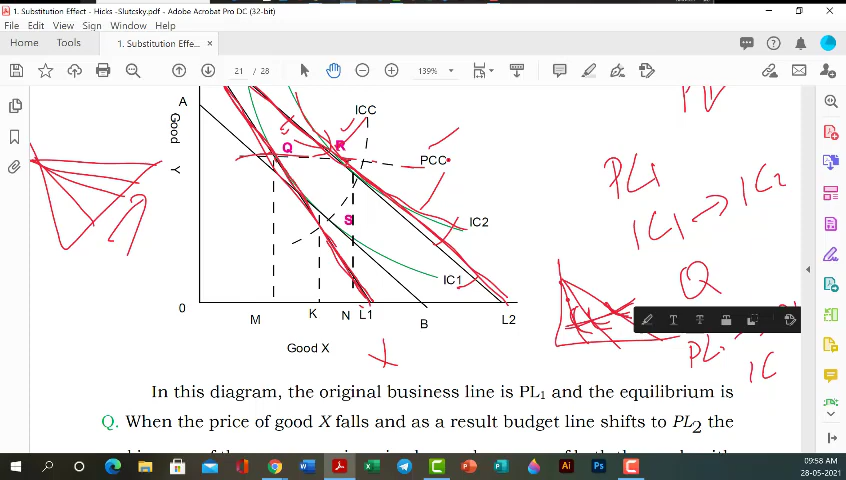 1. Substitution Effect - Hicks -Slutcsky.pdf - Adobe Acrobat Pro DC (32-bit)
File Edit View Sign Window Help
Home Tools 1. Substitution Effe... ×
21 / 28 139%
A
Good Y
ICC
Q
R
PCC
S
IC2
IC1
0
M K N L1 B L2
Good X
PL1
IC1 → IC2
Q
PL
IC
In this diagram, the original business line is PL1 and the equilibrium is
Q. When the price of good X falls and as a result budget line shifts to PL2 the
09:58 AM
28-05-2021